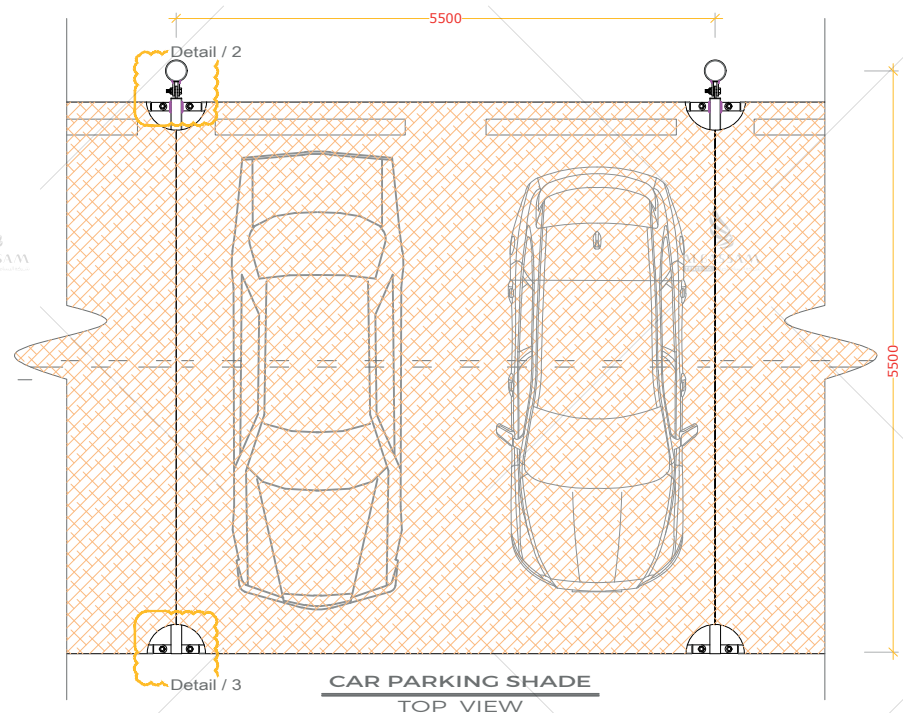 5500
Detail / 2
5500
Detail / 3
CAR PARKING SHADE
TOP VIEW